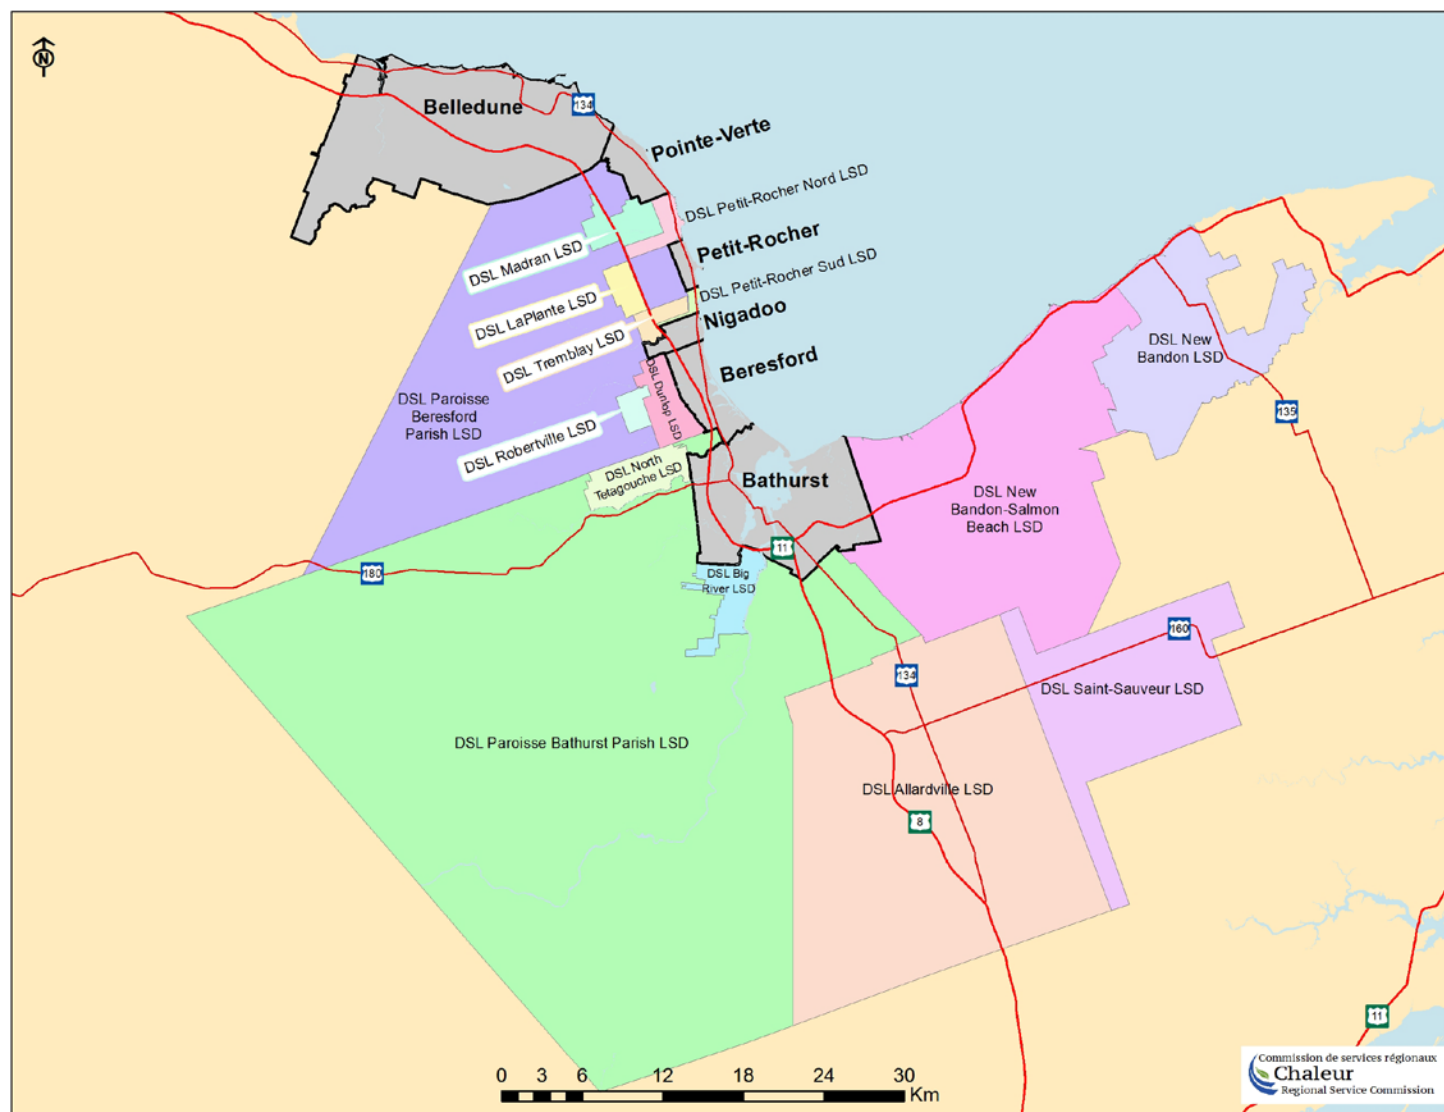 N
Belledune
134
Pointe-Verte
DSL Petit-Rocher Nord LSD
DSL Madran LSD
Petit-Rocher
DSL Petit-Rocher Sud LSD
DSL LaPlante LSD
Nigadoo
DSL Tremblay LSD
Beresford
DSL New
Bandon LSD
DSL Paroisse
Beresford
Parish LSD
DSL Dunlop LSD
135
DSL Robertville LSD
DSL North
Tetagouche LSD
Bathurst
DSL New
Bandon-Salmon
Beach LSD
11
180
DSL Big
River LSD
160
134
DSL Saint-Sauveur LSD
DSL Paroisse Bathurst Parish LSD
DSL Allardville LSD
8
11
0 3 6 12 18 24 30
Km
Commission de services régionaux
Chaleur
Regional Service Commission